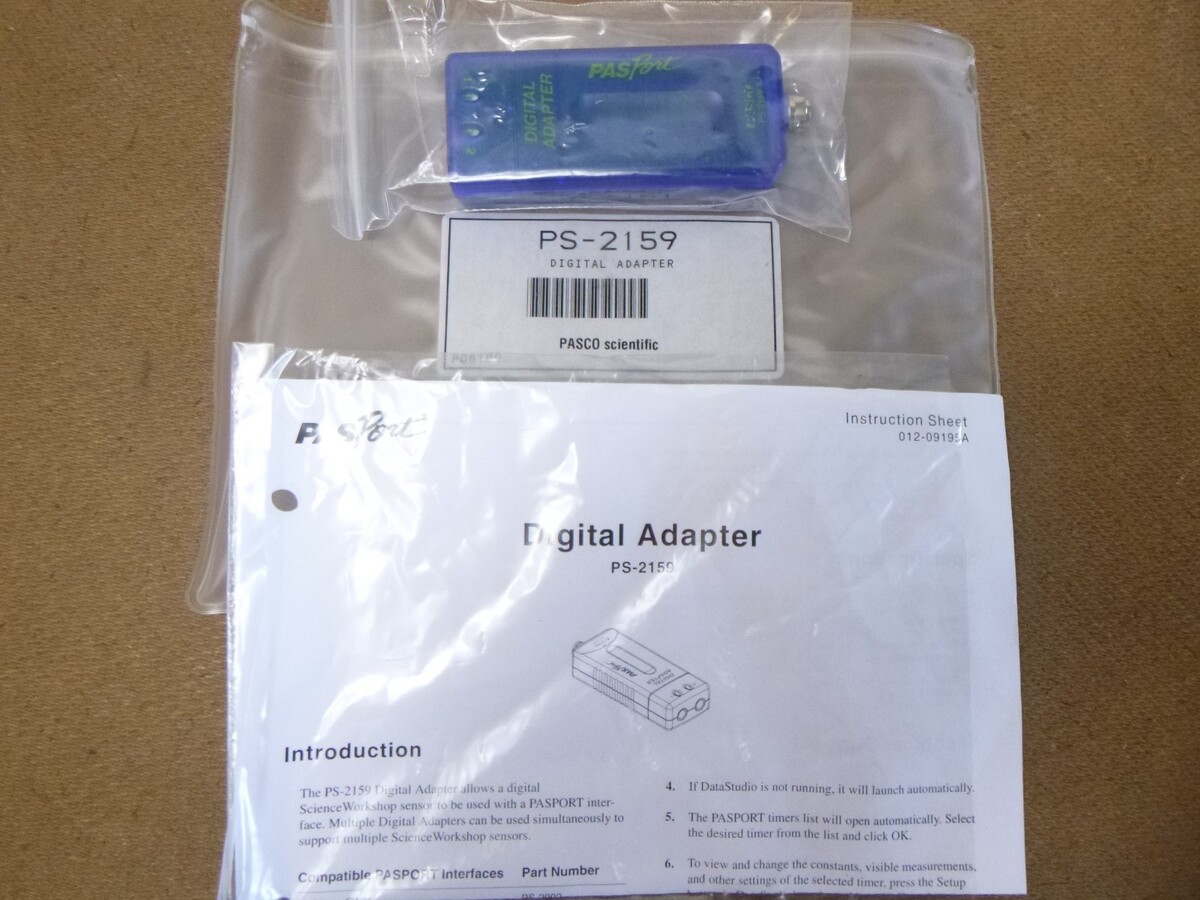 PASPort
DIGITAL
ADAPTER
PS-2159
DIGITAL ADAPTER
PASCO scientific
PASPort
Instruction Sheet
012-09195A
Digital Adapter
PS-2159
PASPort
DIGITAL
ADAPTER
Introduction
The PS-2159 Digital Adapter allows a digital
ScienceWorkshop sensor to be used with a PASPORT inter-
face. Multiple Digital Adapters can be used simultaneously to
support multiple ScienceWorkshop sensors.
Compatible PASPORT Interfaces Part Number
4. If DataStudio is not running, it will launch automatically.
5. The PASPORT timers list will open automatically. Select
the desired timer from the list and click OK.
6. To view and change the constants, visible measurements,
and other settings of the selected timer, press the Setup